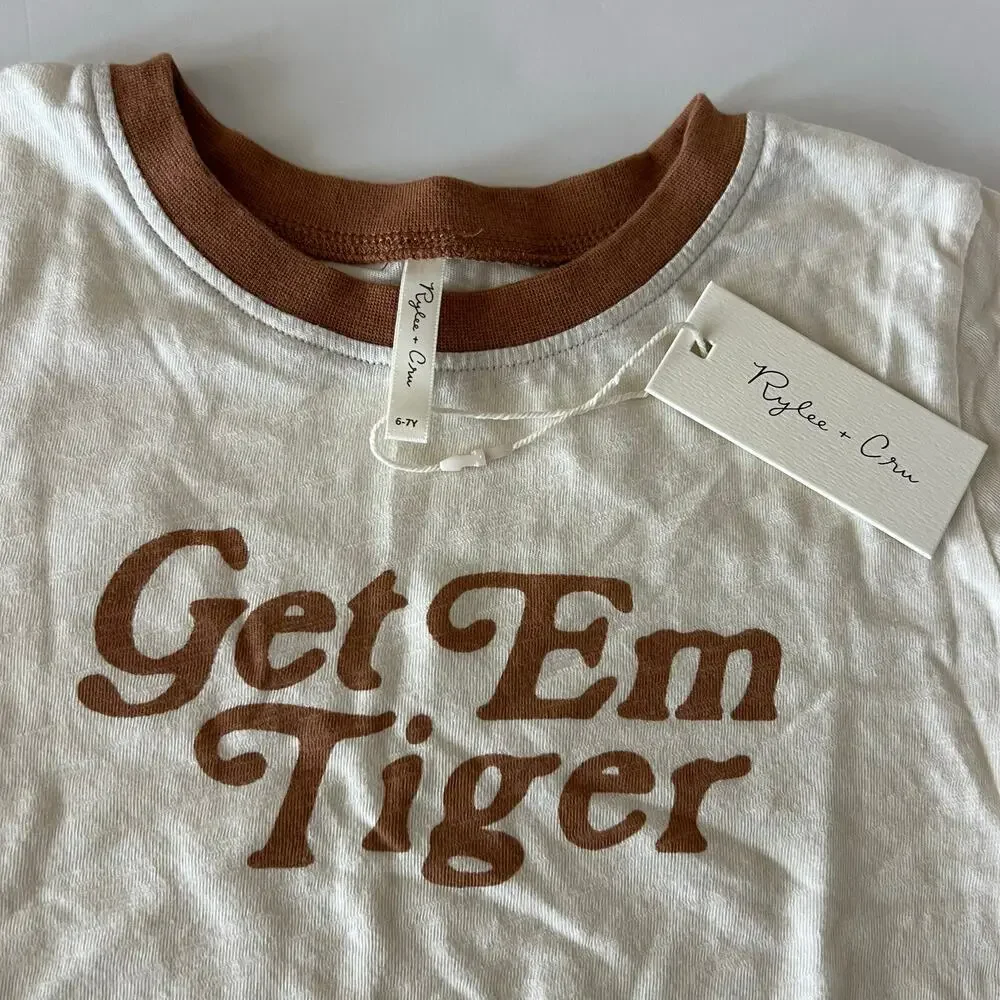 Rylee + Cru
6-7Y
Rylee + Cru
Get Em
Tiger